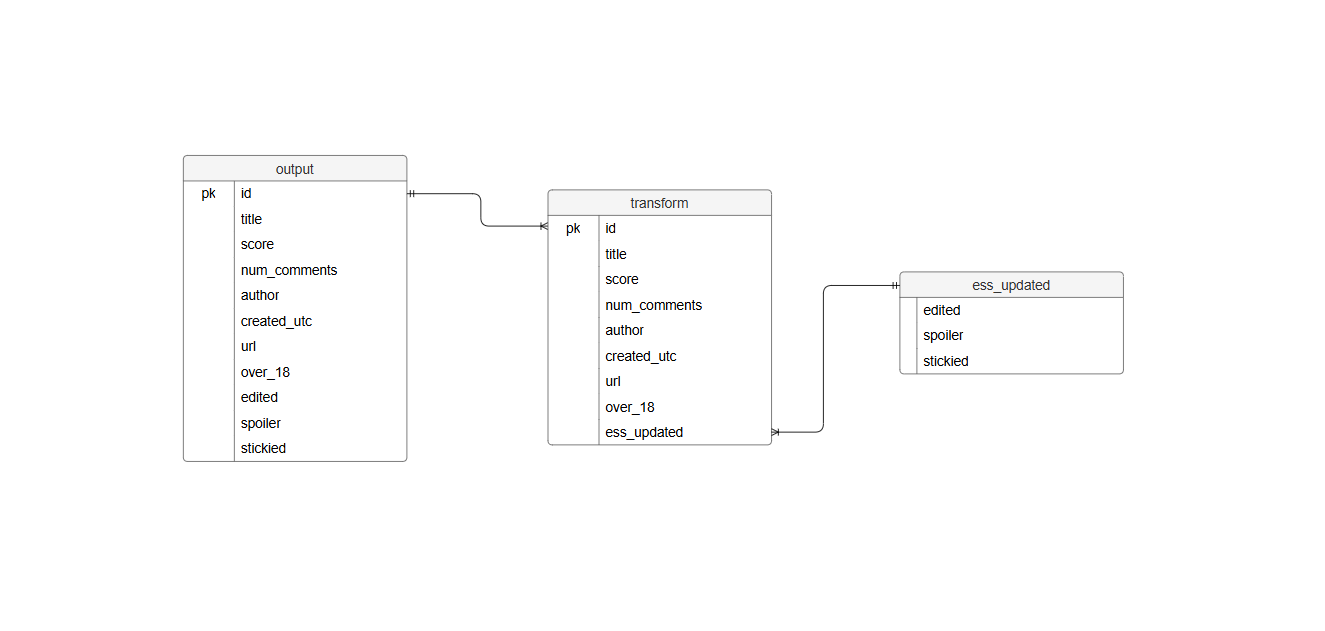 output
pk id
title
score
num_comments
author
created_utc
url
over_18
edited
spoiler
stickied
transform
pk id
title
score
num_comments
author
created_utc
url
over_18
ess_updated
ess_updated
edited
spoiler
stickied